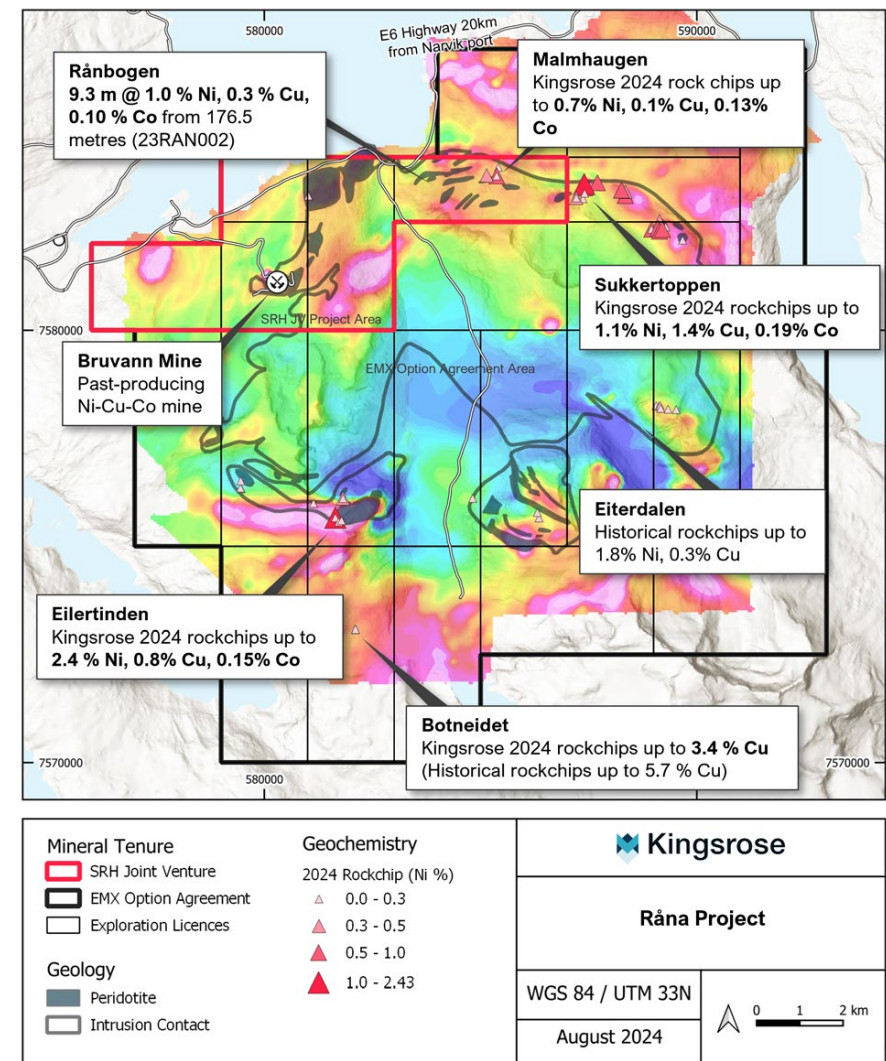 580000
E6 Highway 20km
from Narvik port
590000
Rånbogen
9.3 m @ 1.0 % Ni, 0.3 % Cu,
0.10 % Co from 176.5
metres (23RAN002)
Malmhaugen
Kingsrose 2024 rock chips up
to 0.7% Ni, 0.1% Cu, 0.13%
Co
Sukkertoppen
Kingsrose 2024 rockchips up to
1.1% Ni, 1.4% Cu, 0.19% Co
SRH JV Project Area
7580000
Bruvann Mine
Past-producing
Ni-Cu-Co mine
EMX Option Agreement Area
Eiterdalen
Historical rockchips up to
1.8% Ni, 0.3% Cu
Eilertinden
Kingsrose 2024 rockchips up to
2.4 % Ni, 0.8% Cu, 0.15% Co
Botneidet
Kingsrose 2024 rockchips up to 3.4 % Cu
(Historical rockchips up to 5.7 % Cu)
7570000
580000
7570000
Mineral Tenure
SRH Joint Venture
EMX Option Agreement
Exploration Licences
Geology
Peridotite
Intrusion Contact
Geochemistry
2024 Rockchip (Ni %)
0.0 - 0.3
0.3 - 0.5
0.5 - 1.0
1.0 - 2.43
Kingsrose
Råna Project
WGS 84 / UTM 33N
August 2024
0 1 2 km